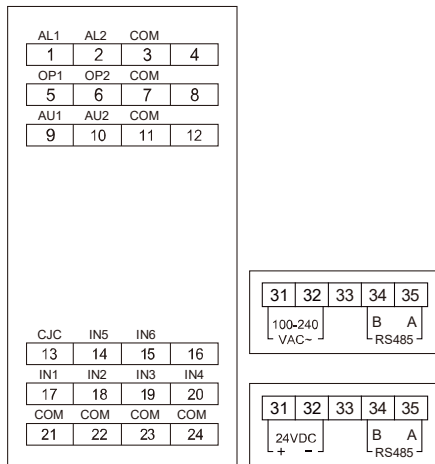 AL1 AL2 COM
1 2 3 4
OP1 OP2 COM
5 6 7 8
AU1 AU2 COM
9 10 11 12
CJC IN5 IN6
13 14 15 16
IN1 IN2 IN3 IN4
17 18 19 20
COM COM COM COM
21 22 23 24
31 32 33 34 35
100-240 B A
VAC~ RS485
31 32 33 34 35
24VDC B A
+ - RS485